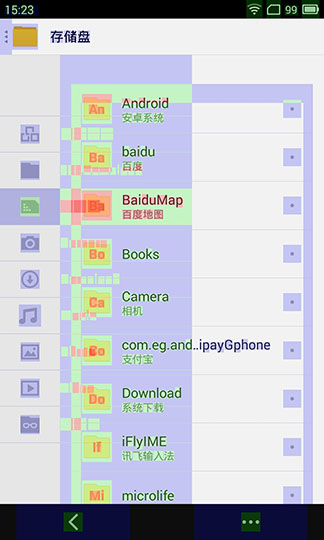 15:23
99
存储盘
An
Android
安卓系统
Ba
baidu
百度
Ba
BaiduMap
百度地图
Bo
Books
Ca
Camera
相机
Co
com.eg.and..ipayGphone
支付宝
Do
Download
系统下载
If
iFlyIME
讯飞输入法
Mi
microlife